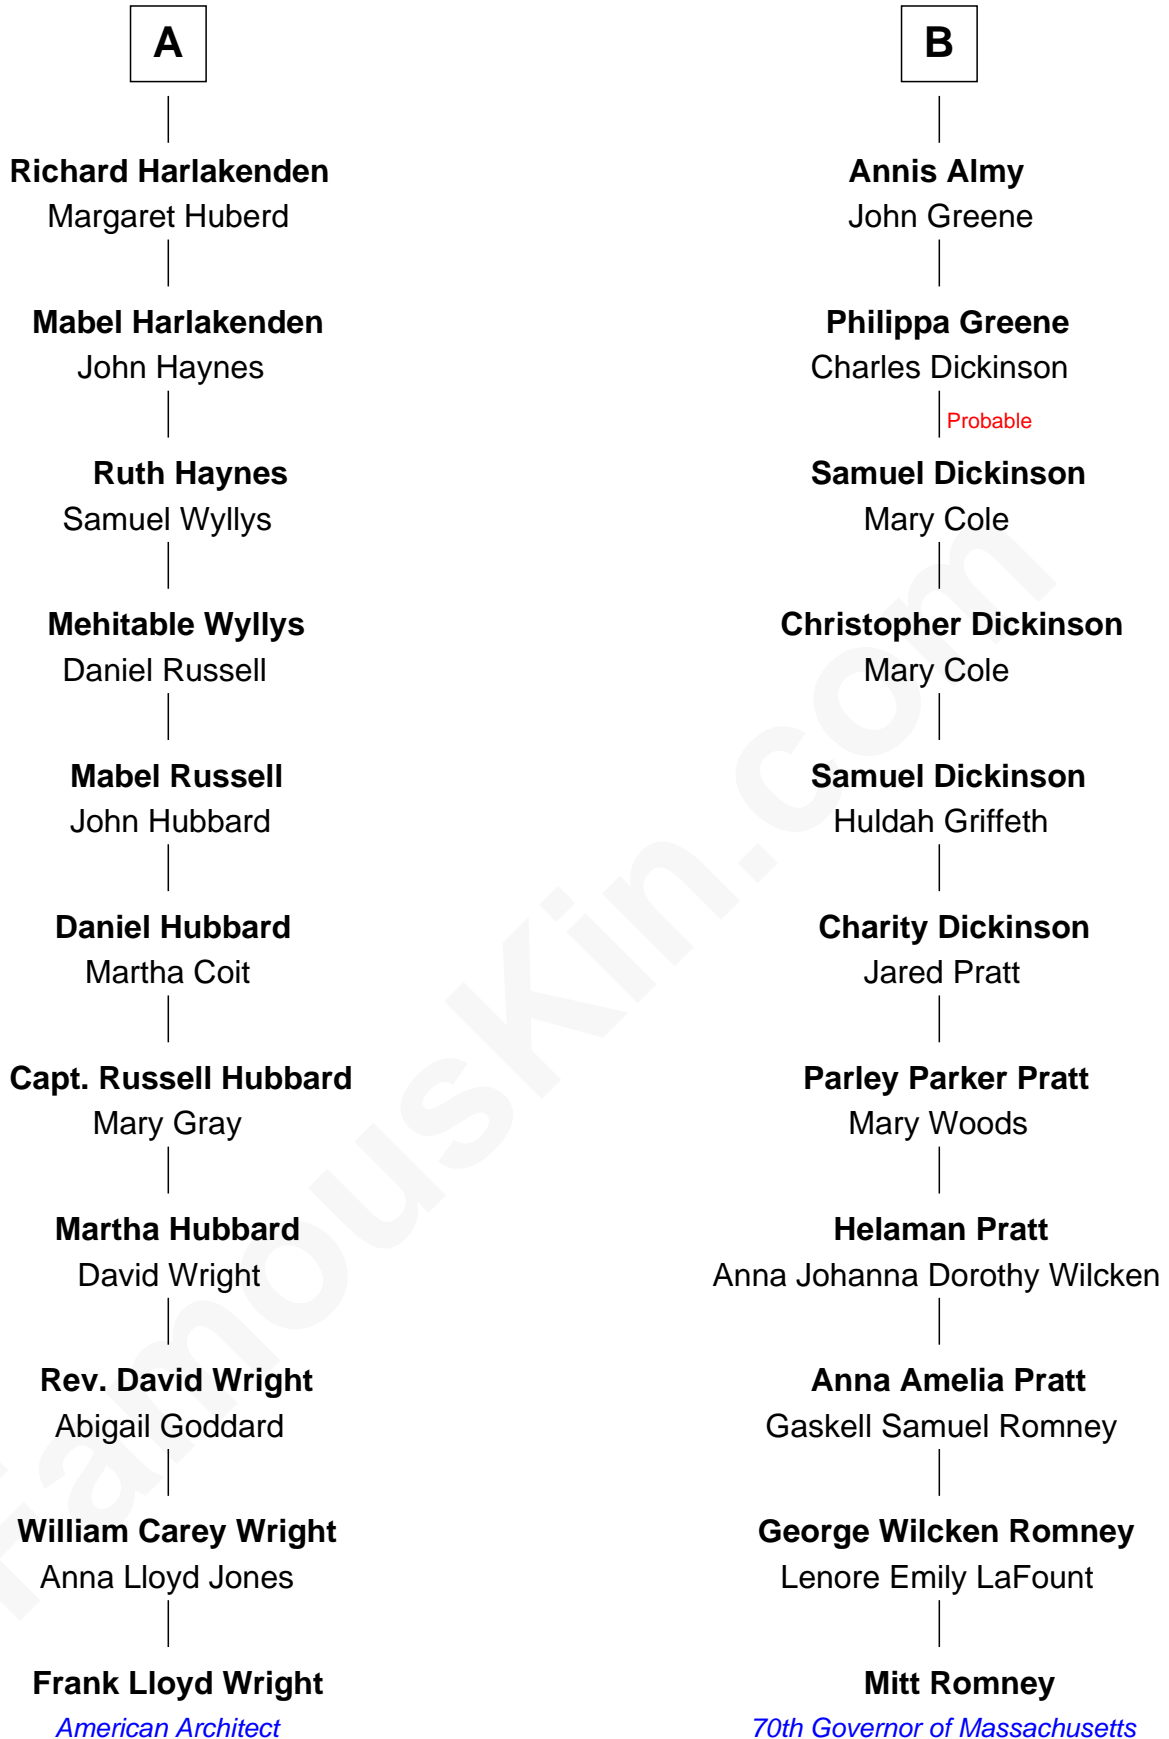 A
Richard Harlakenden
Margaret Huberd
Mabel Harlakenden
John Haynes
Ruth Haynes
Samuel Wyllys
Mehitable Wyllys
Daniel Russell
Mabel Russell
John Hubbard
Daniel Hubbard
Martha Coit
Capt. Russell Hubbard
Mary Gray
Martha Hubbard
David Wright
Rev. David Wright
Abigail Goddard
William Carey Wright
Anna Lloyd Jones
Frank Lloyd Wright
American Architect
B
Annis Almy
John Greene
Philippa Greene
Charles Dickinson
Probable
Samuel Dickinson
Mary Cole
Christopher Dickinson
Mary Cole
Samuel Dickinson
Huldah Griffeth
Charity Dickinson
Jared Pratt
Parley Parker Pratt
Mary Woods
Helaman Pratt
Anna Johanna Dorothy Wilcken
Anna Amelia Pratt
Gaskell Samuel Romney
George Wilcken Romney
Lenore Emily LaFount
Mitt Romney
70th Governor of Massachusetts
FamousKin.com